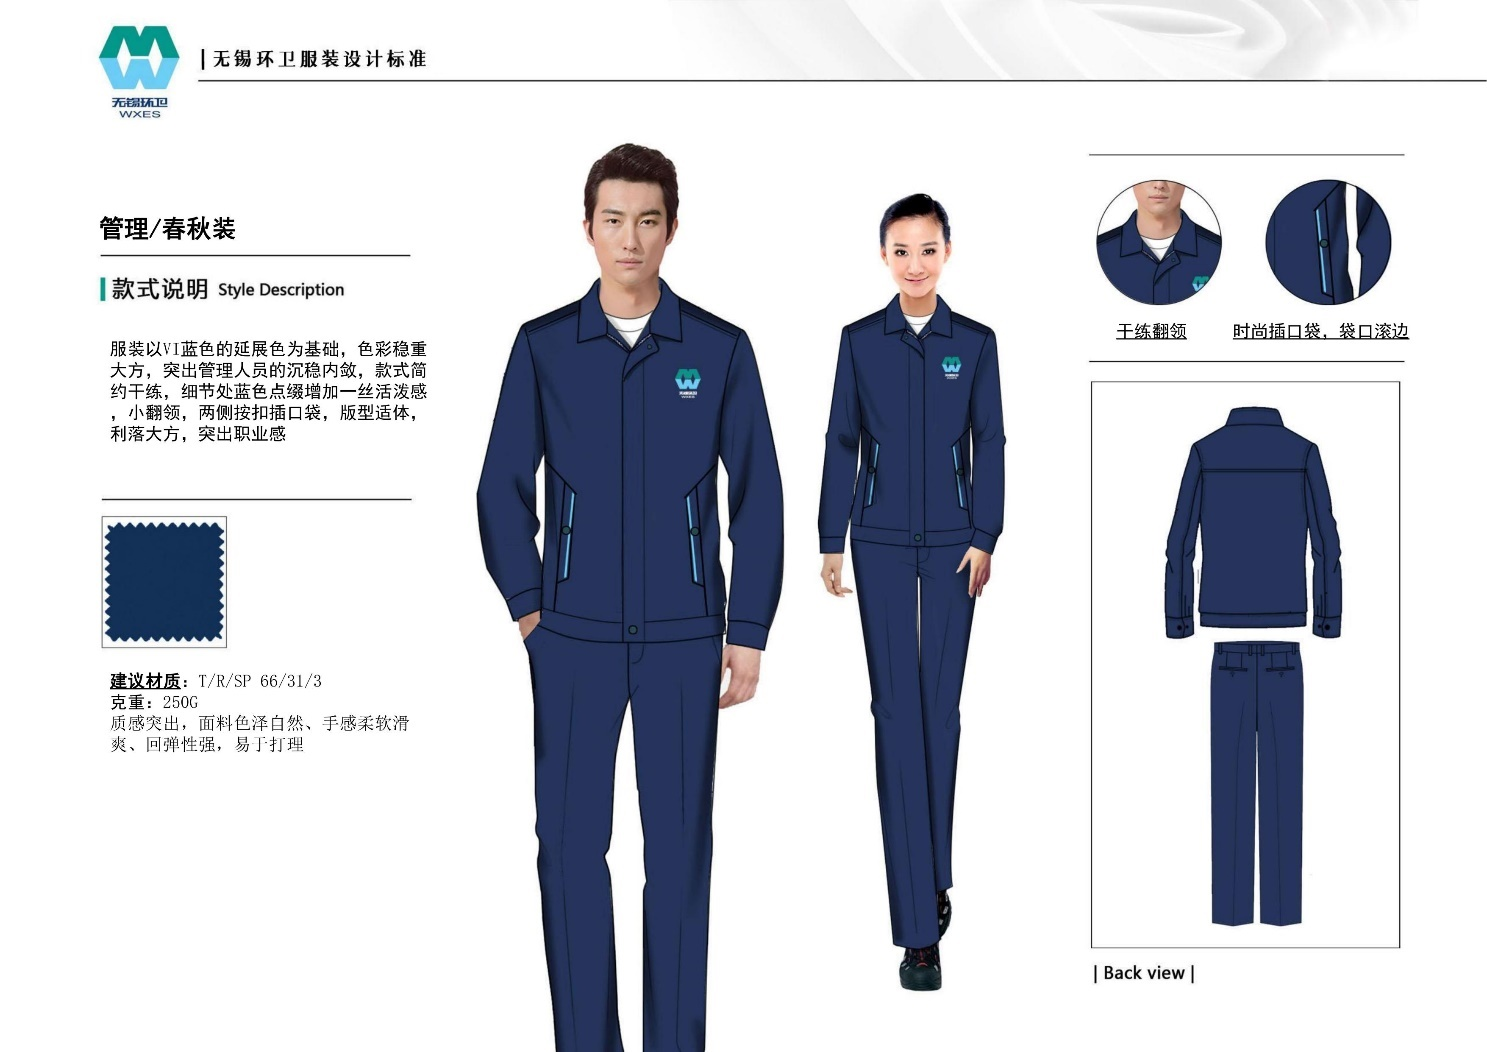 无锡环卫
WXES
|无锡环卫服装设计标准
管理/春秋装
款式说明 Style Description
服装以VI蓝色的延展色为基础，色彩稳重
大方，突出管理人员的沉稳内敛，款式简
约干练，细节处蓝色点缀增加一丝活泼感
，小翻领，两侧按扣插口袋，版型适体，
利落大方，突出职业感
建议材质：T/R/SP 66/31/3
克重：250G
质感突出，面料色泽自然、手感柔软滑
爽、回弹性强，易于打理
无锡环卫
WXES
干练翻领
时尚插口袋，袋口滚边
| Back view |